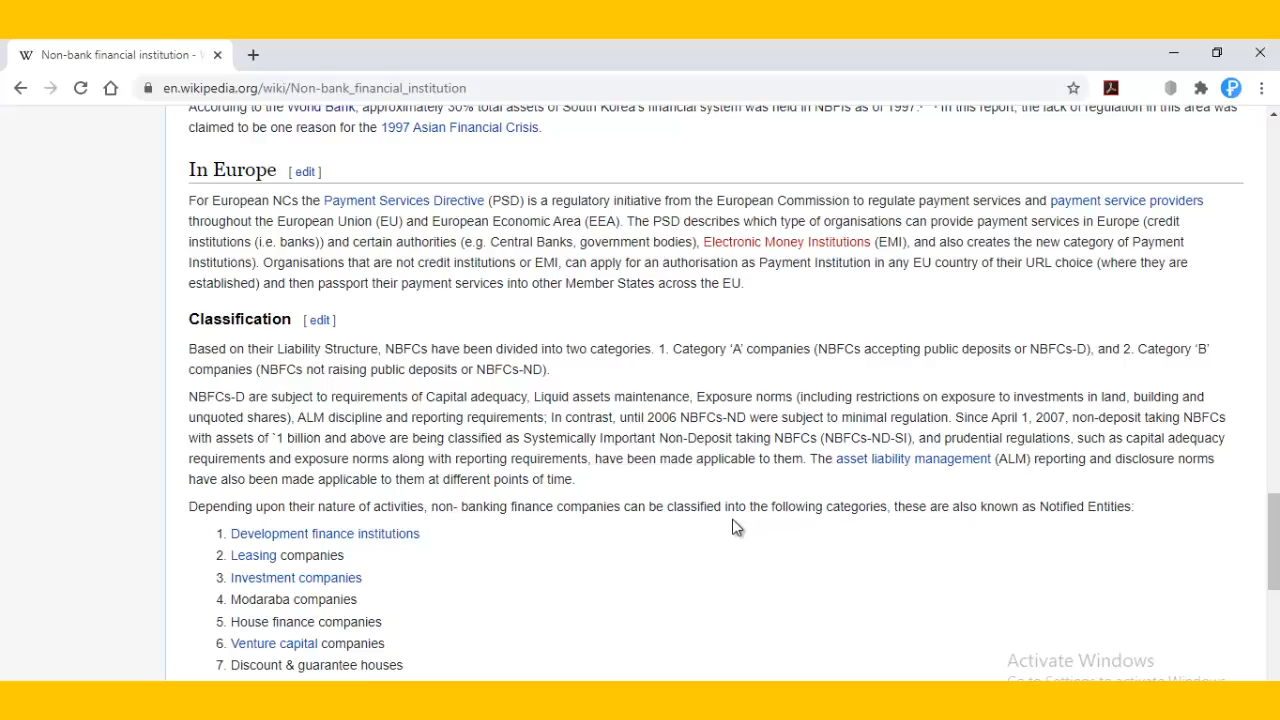 Non-bank financial institution -
en.wikipedia.org/wiki/Non-bank_financial_institution
According to the World Bank, approximately 30% total assets of South Korea's financial system was held in NBFIs as of 1997. In this report, the lack of regulation in this area was
claimed to be one reason for the 1997 Asian Financial Crisis.
In Europe [ edit ]
For European NCs the Payment Services Directive (PSD) is a regulatory initiative from the European Commission to regulate payment services and payment service providers
throughout the European Union (EU) and European Economic Area (EEA). The PSD describes which type of organisations can provide payment services in Europe (credit
institutions (i.e. banks)) and certain authorities (e.g. Central Banks, government bodies), Electronic Money Institutions (EMI), and also creates the new category of Payment
Institutions). Organisations that are not credit institutions or EMI, can apply for an authorisation as Payment Institution in any EU country of their URL choice (where they are
established) and then passport their payment services into other Member States across the EU.
Classification [ edit ]
Based on their Liability Structure, NBFCs have been divided into two categories. 1. Category ‘A’ companies (NBFCs accepting public deposits or NBFCs-D), and 2. Category ‘B’
companies (NBFCs not raising public deposits or NBFCs-ND).
NBFCs-D are subject to requirements of Capital adequacy, Liquid assets maintenance, Exposure norms (including restrictions on exposure to investments in land, building and
unquoted shares), ALM discipline and reporting requirements; In contrast, until 2006 NBFCs-ND were subject to minimal regulation. Since April 1, 2007, non-deposit taking NBFCs
with assets of `1 billion and above are being classified as Systemically Important Non-Deposit taking NBFCs (NBFCs-ND-SI), and prudential regulations, such as capital adequacy
requirements and exposure norms along with reporting requirements, have been made applicable to them. The asset liability management (ALM) reporting and disclosure norms
have also been made applicable to them at different points of time.
Depending upon their nature of activities, non- banking finance companies can be classified into the following categories, these are also known as Notified Entities:
1. Development finance institutions
2. Leasing companies
3. Investment companies
4. Modaraba companies
5. House finance companies
6. Venture capital companies
7. Discount & guarantee houses
Activate Windows
Go to Settings to activate Windows.